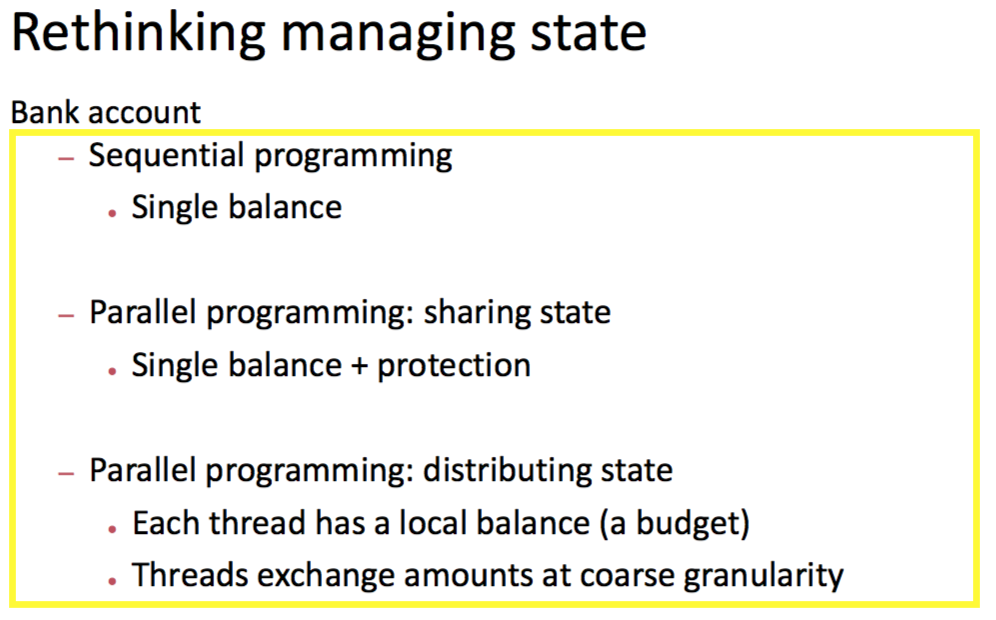 Rethinking managing state
Bank account
– Sequential programming
• Single balance
– Parallel programming: sharing state
• Single balance + protection
– Parallel programming: distributing state
• Each thread has a local balance (a budget)
• Threads exchange amounts at coarse granularity